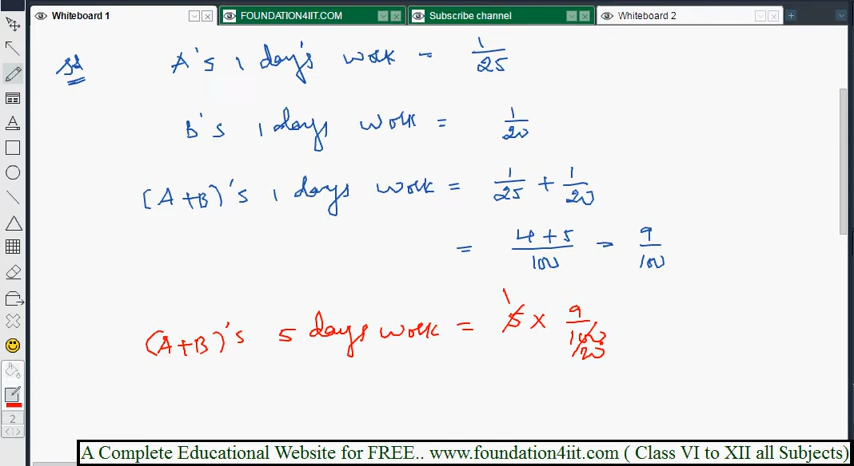 Whiteboard 1
FOUNDATION4IIT.COM
Subscribe channel
Whiteboard 2
A's 1 day's work = 1/25
B's 1 days work = 1/20
(A+B)'s 1 days work = 1/25 + 1/20
= 4+5/100 = 9/100
(A+B)'s 5 days work = 5 1 × 9/100 20
2
A Complete Educational Website for FREE.. www.foundation4iit.com ( Class VI to XII all Subjects)